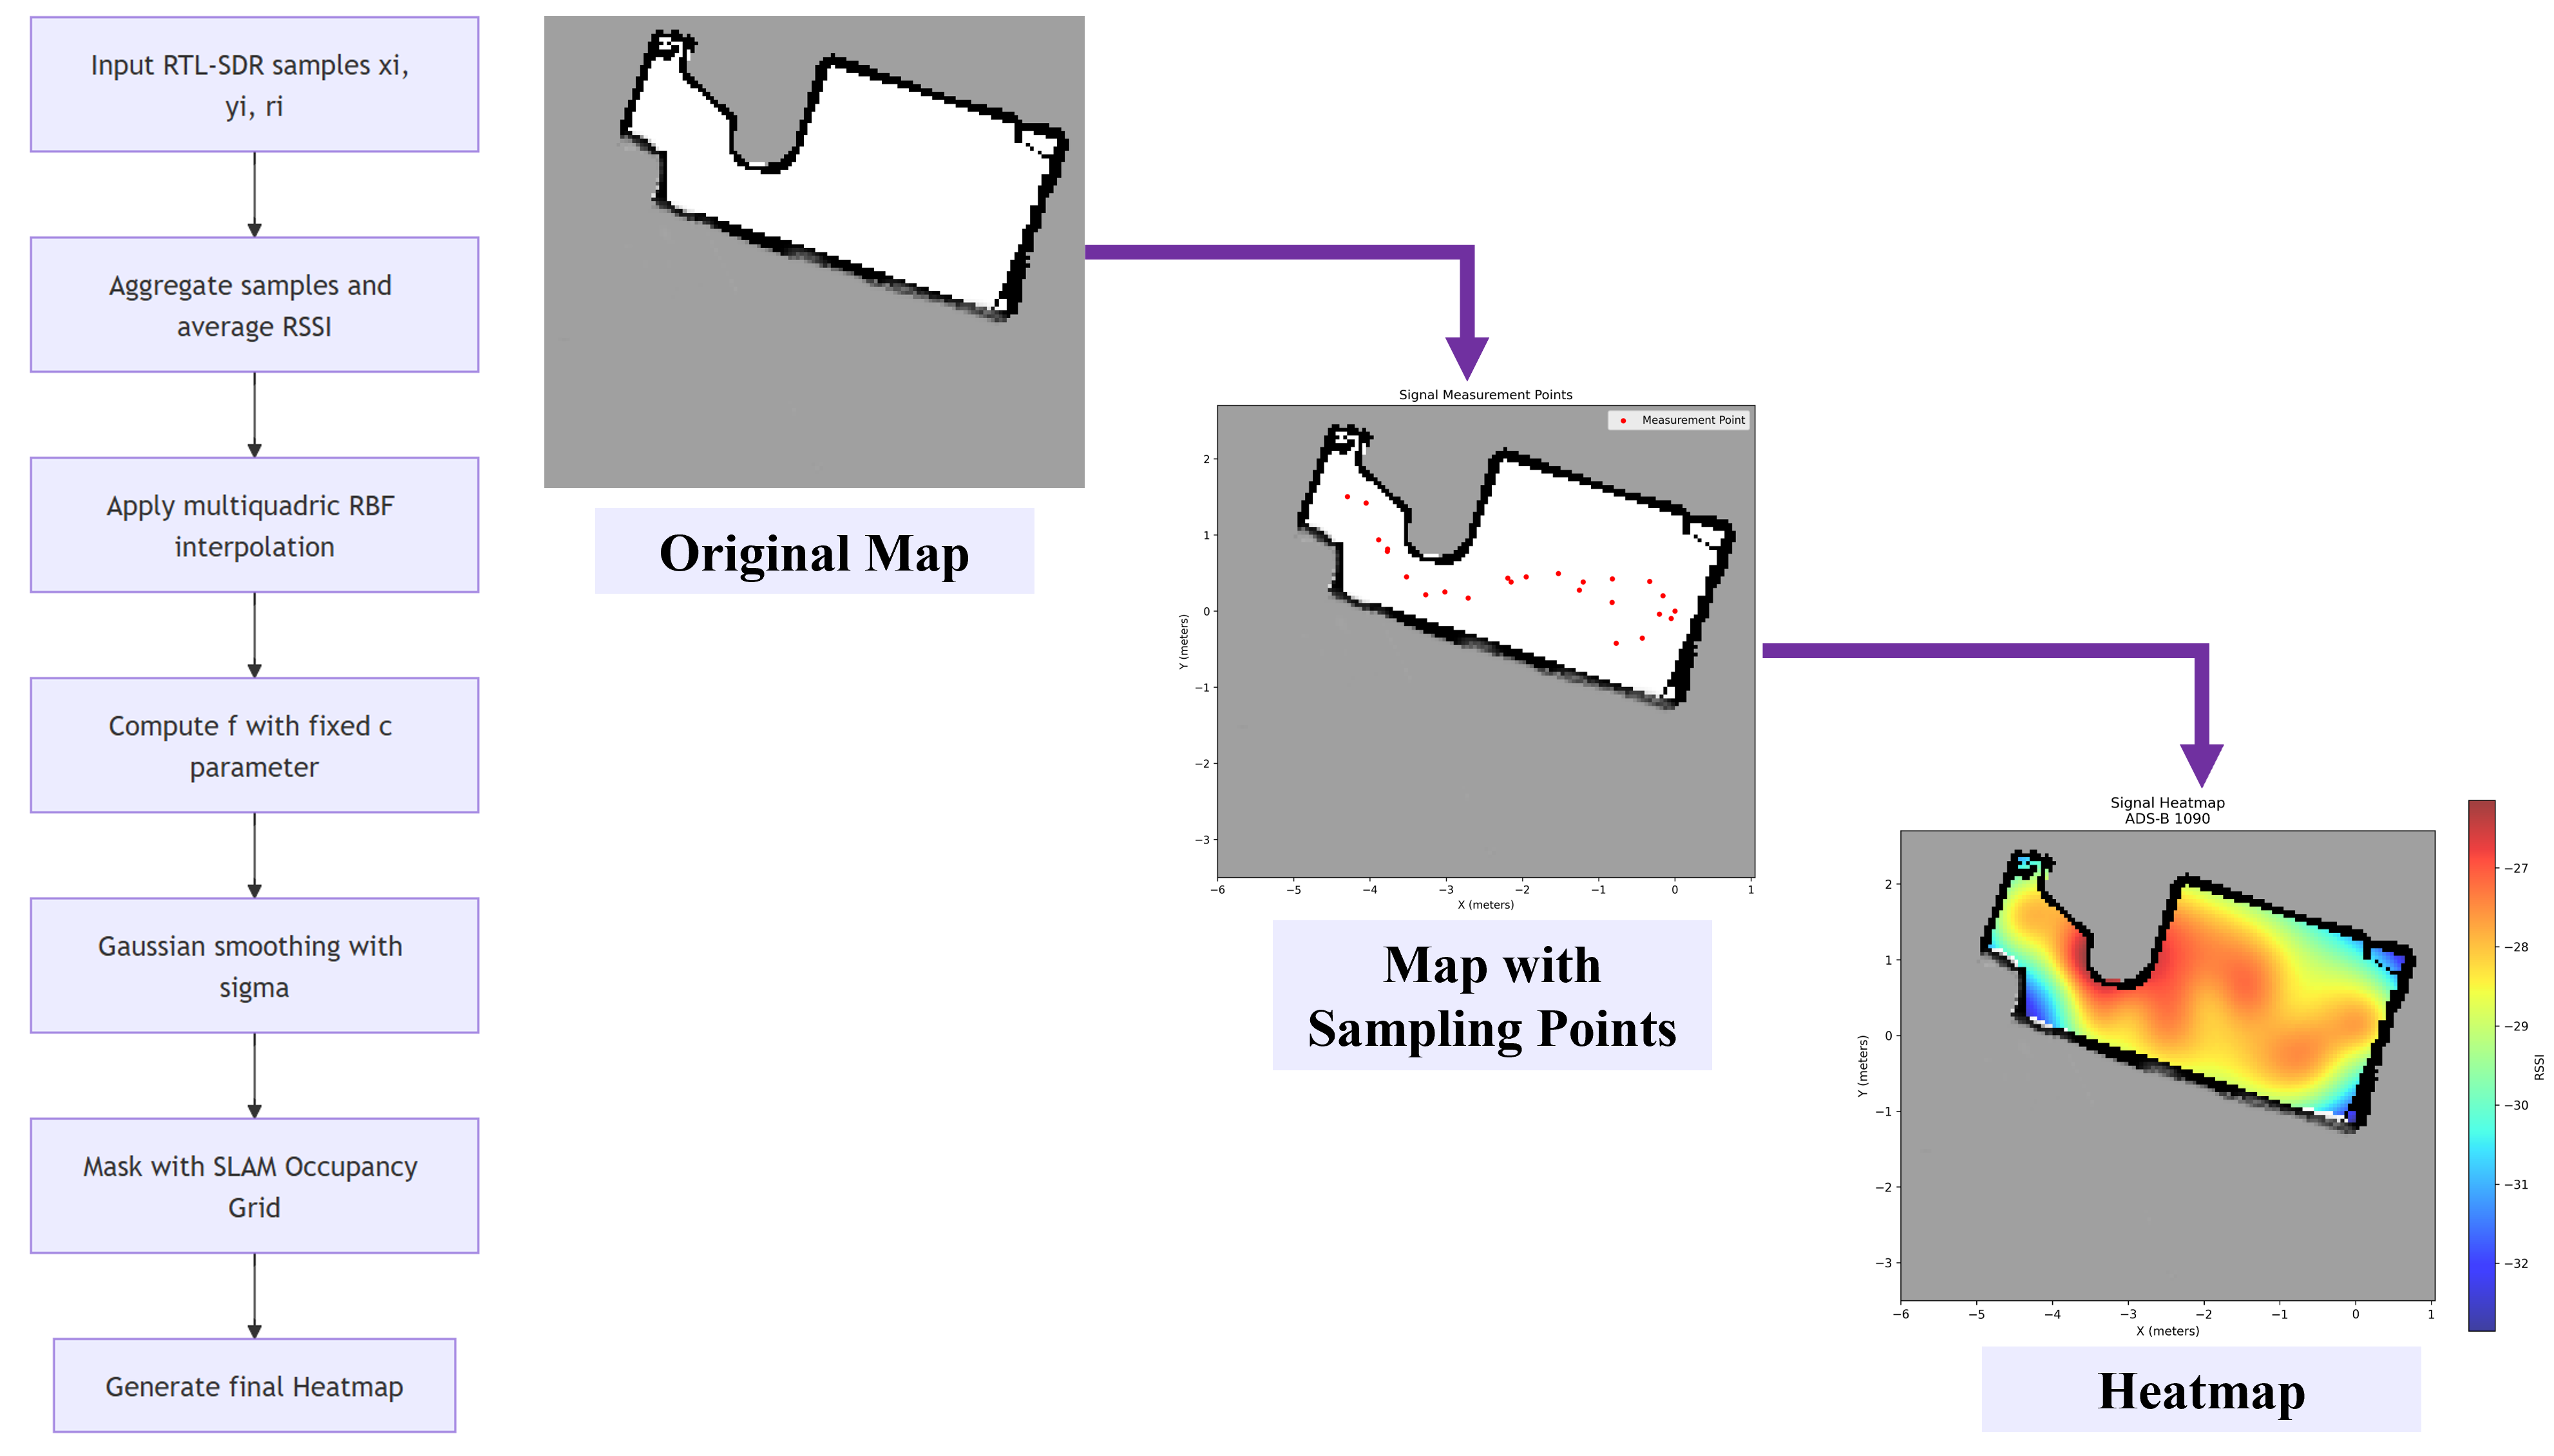 Input RTL-SDR samples xi,
yi, ri
Aggregate samples and
average RSSI
Apply multiquadric RBF
interpolation
Compute f with fixed c
parameter
Gaussian smoothing with
sigma
Mask with SLAM Occupancy
Grid
Generate final Heatmap
Original Map
Signal Measurement Points
Measurement Point
2
1
0
−1
−2
−3
Y (meters)
−6 −5 −4 −3 −2 −1 0 1
X (meters)
Map with
Sampling Points
Signal Heatmap
ADS-B 1090
2
1
0
−1
−2
−3
Y (meters)
−6 −5 −4 −3 −2 −1 0 1
X (meters)
−27
−28
−29
−30
−31
−32
RSSI
Heatmap